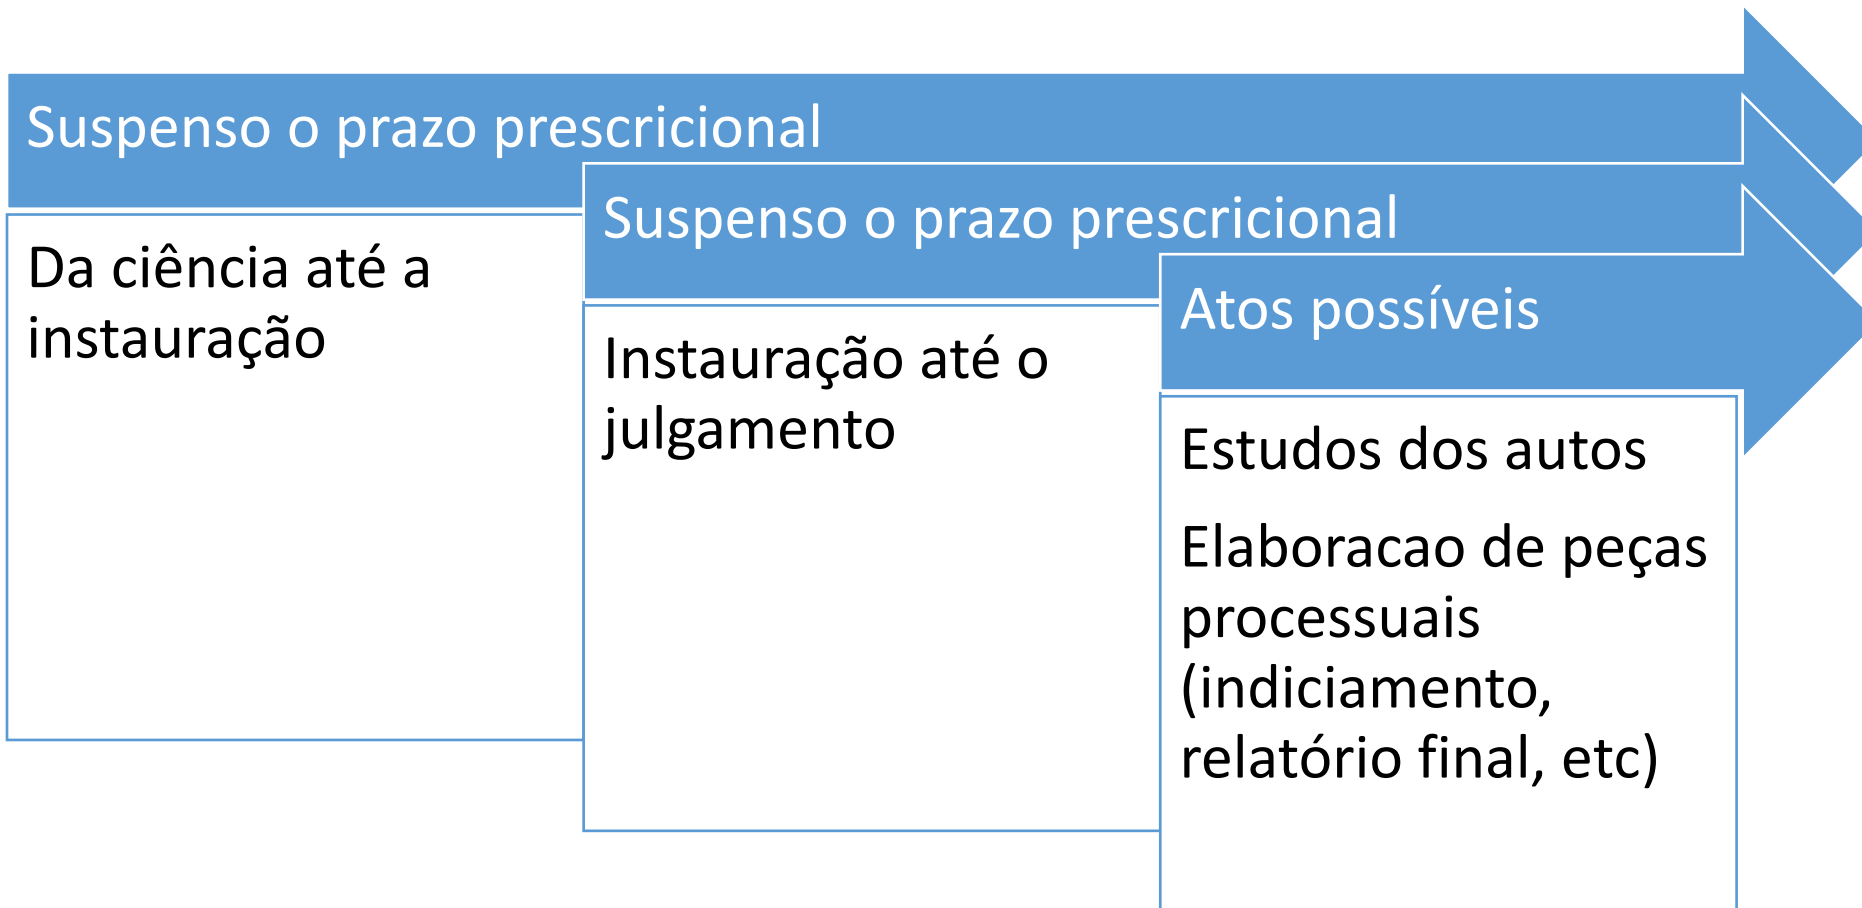 Suspenso o prazo prescricional
Da ciência até a
instauração
Suspenso o prazo prescricional
Instauração até o
julgamento
Atos possíveis
Estudos dos autos
Elaboracao de peças
processuais
(indiciamento,
relatório final, etc)